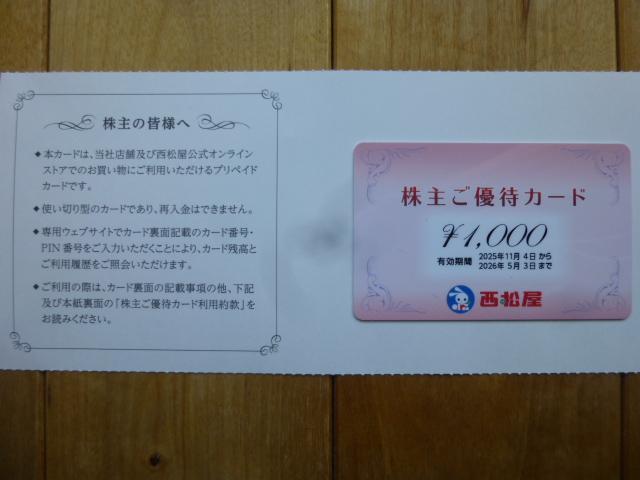 株主の皆様へ
◆本カードは、当社店舗及び西松屋公式オンライン
ストアでのお買い物にご利用いただけるプリペイド
カードです。
◆使い切り型のカードであり、再入金はできません。
◆専用ウェブサイトでカード裏面記載のカード番号・
PIN番号をご入力いただくことにより、カード残高と
ご利用履歴をご照会いただけます。
◆ご利用の際は、カード裏面の記載事項の他、下記
及び本紙裏面の「株主ご優待カード利用約款」を
お読みください。
株主ご優待カード
¥1,000
有効期間
2025年11月 4日 から
2026年 5月 3日 まで
西松屋